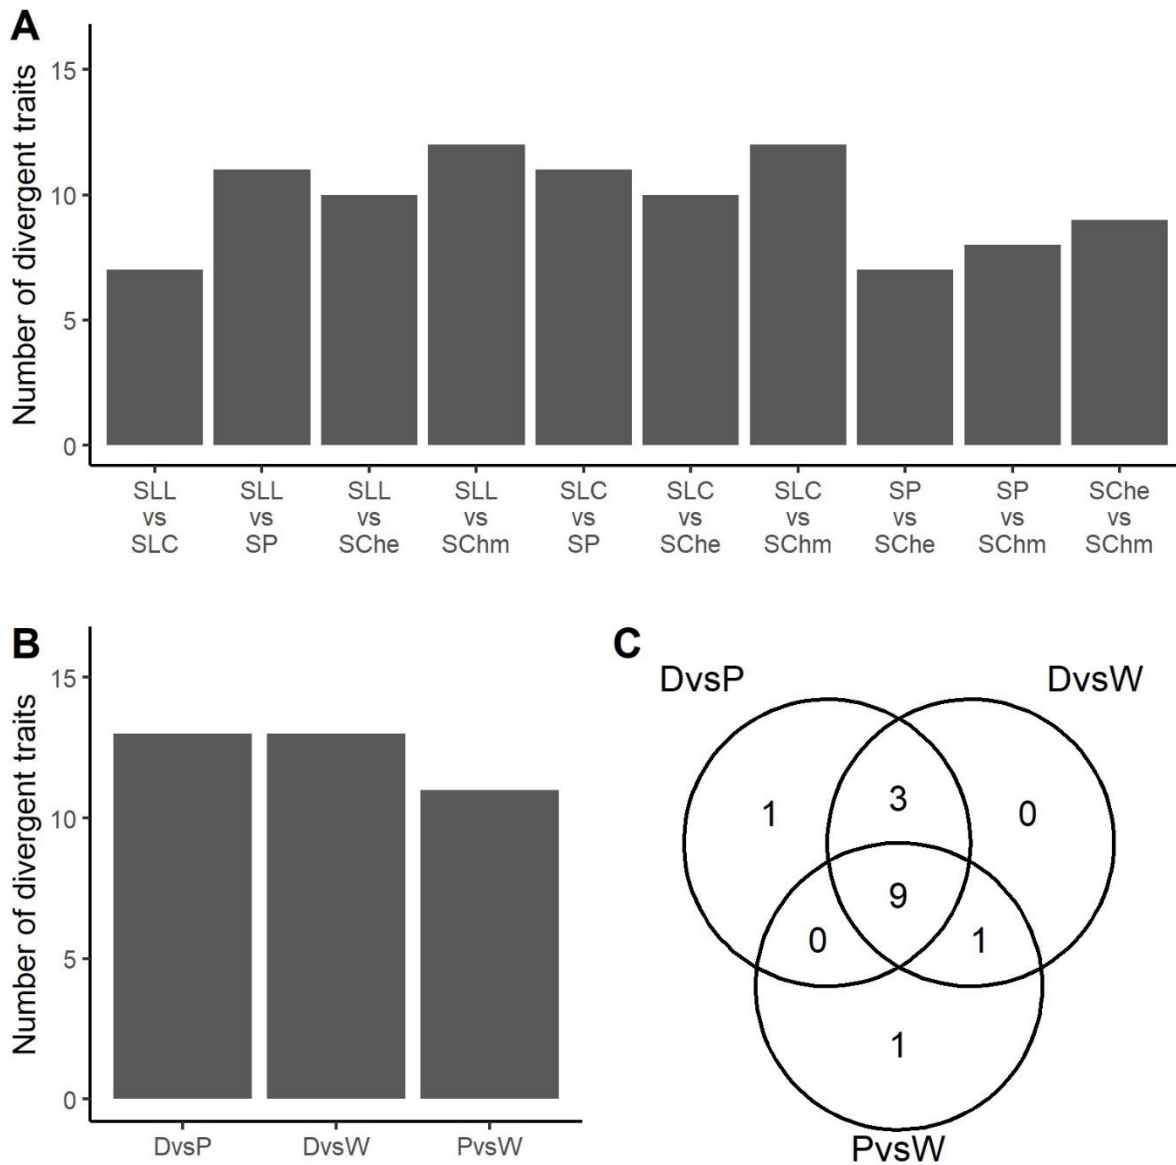 A
Number of divergent traits
15
10
5
0
SLL vs SLC
SLL vs SP
SLL vs SChe
SLL vs SChm
SLC vs SP
SLC vs SChe
SLC vs SChm
SP vs SChe
SP vs SChm
SChe vs SChm
B
Number of divergent traits
15
10
5
0
DvsP
DvsW
PvsW
C
DvsP
DvsW
1
3
0
9
0
1
1
PvsW